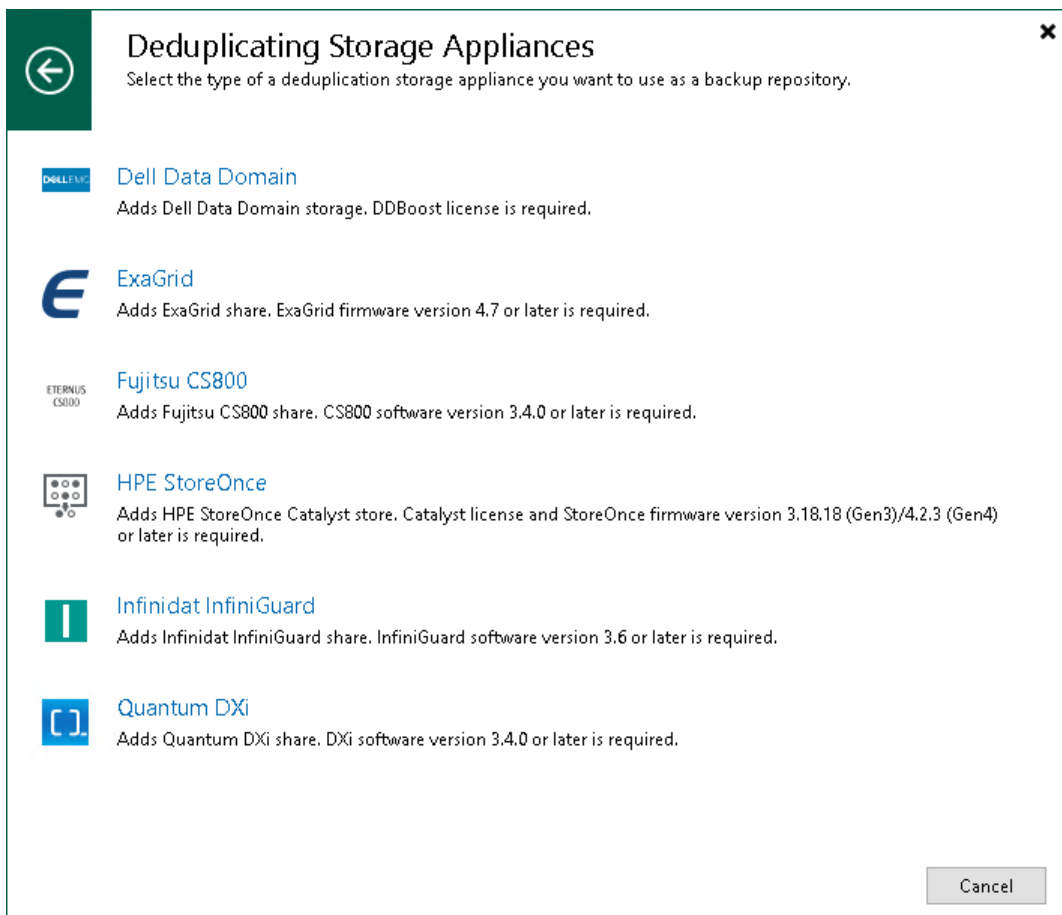 Deduplicating Storage Appliances
Select the type of a deduplication storage appliance you want to use as a backup repository.
DELLEMC
Dell Data Domain
Adds Dell Data Domain storage. DDBoost license is required.
E
ExaGrid
Adds ExaGrid share. ExaGrid firmware version 4.7 or later is required.
ETERNUS
CS800
Fujitsu CS800
Adds Fujitsu CS800 share. CS800 software version 3.4.0 or later is required.
HPE StoreOnce
Adds HPE StoreOnce Catalyst store. Catalyst license and StoreOnce firmware version 3.18.18 (Gen3)/4.2.3 (Gen4)
or later is required.
Infinidat InfiniGuard
Adds Infinidat InfiniGuard share. InfiniGuard software version 3.6 or later is required.
Quantum DXi
Adds Quantum DXi share. DXi software version 3.4.0 or later is required.
Cancel